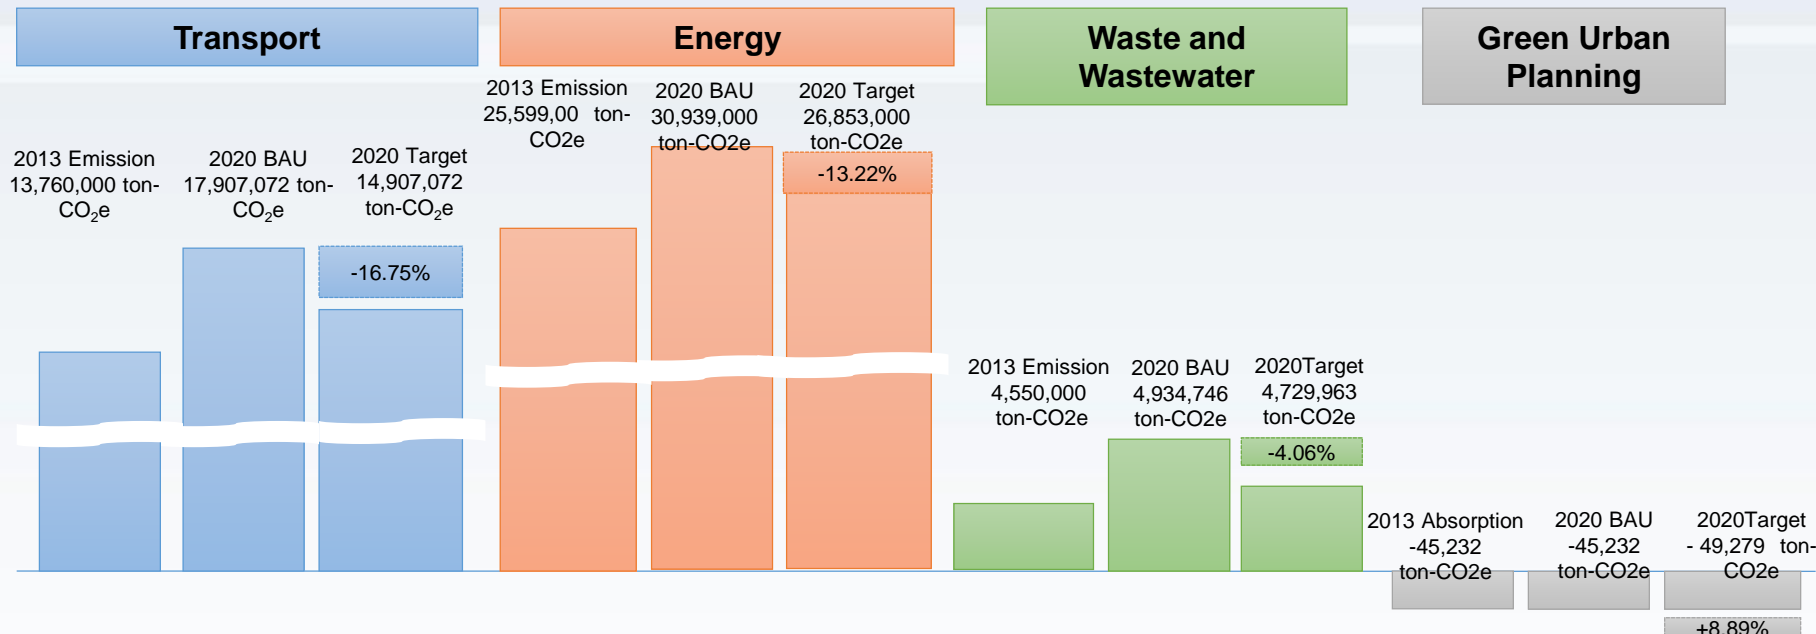 Transport
Energy
Waste and
Wastewater
Green Urban
Planning
2013 Emission
13,760,000 ton-
CO₂e
2020 BAU
17,907,072 ton-
CO₂e
2020 Target
14,907,072
ton-CO₂e
-16.75%
2013 Emission
25,599,00 ton-
CO2e
2020 BAU
30,939,000
ton-CO2e
2020 Target
26,853,000
ton-CO2e
-13.22%
2013 Emission
4,550,000
ton-CO2e
2020 BAU
4,934,746
ton-CO2e
2020Target
4,729,963
ton-CO2e
-4.06%
2013 Absorption
-45,232
ton-CO2e
2020 BAU
-45,232
ton-CO2e
2020Target
- 49,279 ton-
CO2e
+8.89%